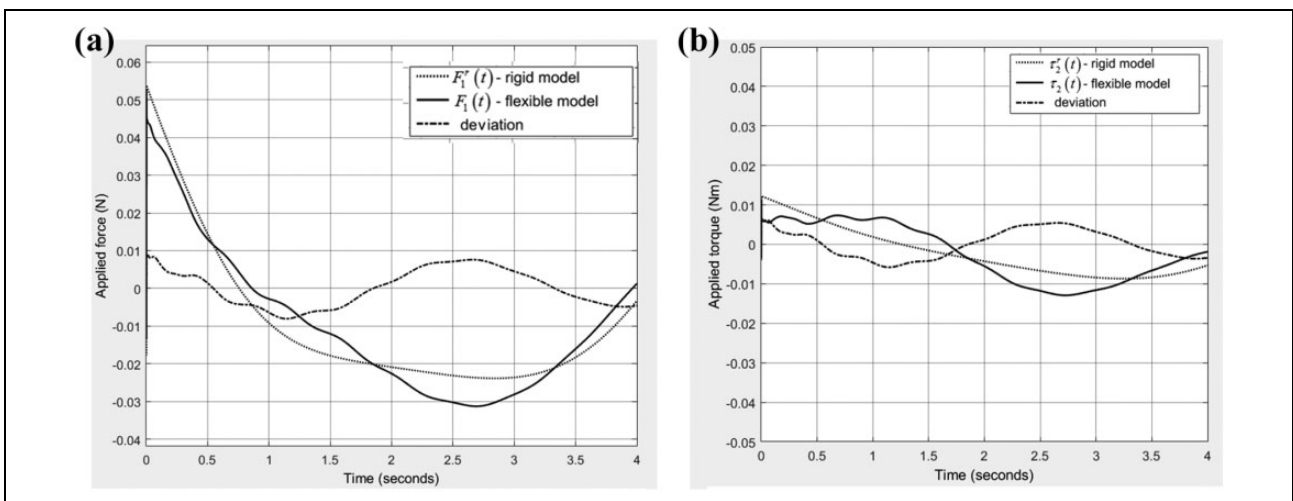 (a)
0.06
0.05
0.04
0.03
0.02
0.01
0
-0.01
-0.02
-0.03
-0.04
Applied force (N)
F₁ʳ(t) - rigid model
F₁(t) - flexible model
deviation
0 0.5 1 1.5 2 2.5 3 3.5 4
Time (seconds)
(b)
0.05
0.04
0.03
0.02
0.01
0
-0.01
-0.02
-0.03
-0.04
-0.05
Applied torque (Nm)
τ₂ʳ(t) - rigid model
τ₂(t) - flexible model
deviation
0 0.5 1 1.5 2 2.5 3 3.5 4
Time (seconds)